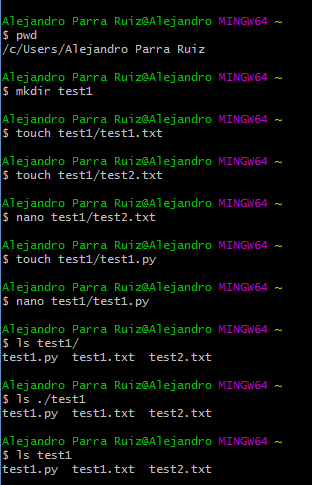 Alejandro Parra Ruiz@Alejandro MINGW64 ~
$ pwd
/c/Users/Alejandro Parra Ruiz
Alejandro Parra Ruiz@Alejandro MINGW64 ~
$ mkdir test1
Alejandro Parra Ruiz@Alejandro MINGW64 ~
$ touch test1/test1.txt
Alejandro Parra Ruiz@Alejandro MINGW64 ~
$ touch test1/test2.txt
Alejandro Parra Ruiz@Alejandro MINGW64 ~
$ nano test1/test2.txt
Alejandro Parra Ruiz@Alejandro MINGW64 ~
$ touch test1/test1.py
Alejandro Parra Ruiz@Alejandro MINGW64 ~
$ nano test1/test1.py
Alejandro Parra Ruiz@Alejandro MINGW64 ~
$ ls test1/
test1.py  test1.txt  test2.txt
Alejandro Parra Ruiz@Alejandro MINGW64 ~
$ ls ./test1
test1.py  test1.txt  test2.txt
Alejandro Parra Ruiz@Alejandro MINGW64 ~
$ ls test1
test1.py  test1.txt  test2.txt